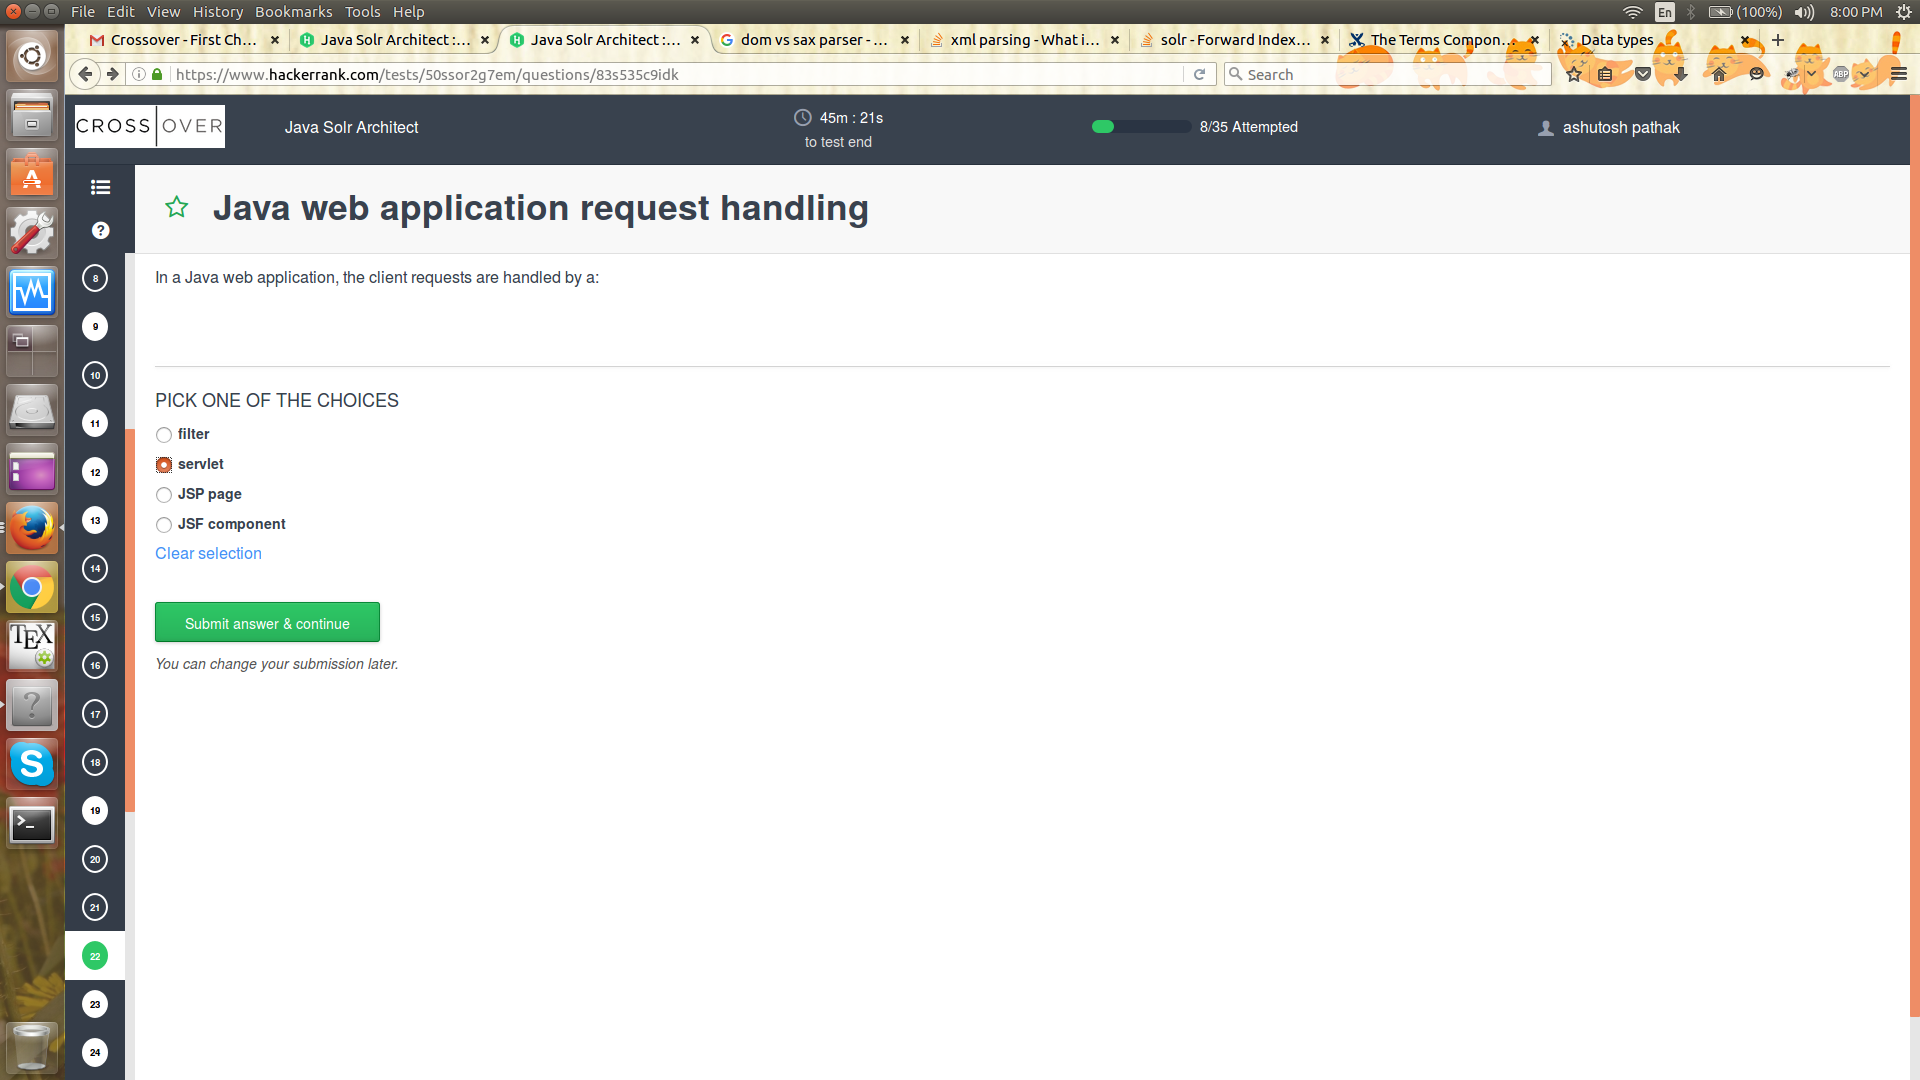 File Edit View History Bookmarks Tools Help
En (100%) 8:00 PM
Crossover - First Ch...
Java Solr Architect :...
Java Solr Architect :...
dom vs sax parser - ...
xml parsing - What i...
solr - Forward Index...
The Terms Compon...
Data types
https://www.hackerrank.com/tests/50ssor2g7em/questions/83s535c9idk
Search
ABP
CROSS OVER
Java Solr Architect
45m : 21s
to test end
8/35 Attempted
ashutosh pathak
Java web application request handling
In a Java web application, the client requests are handled by a:
PICK ONE OF THE CHOICES
filter
servlet
JSP page
JSF component
Clear selection
Submit answer & continue
You can change your submission later.
8
9
10
11
12
13
14
15
16
17
18
19
20
21
22
23
24
TEX